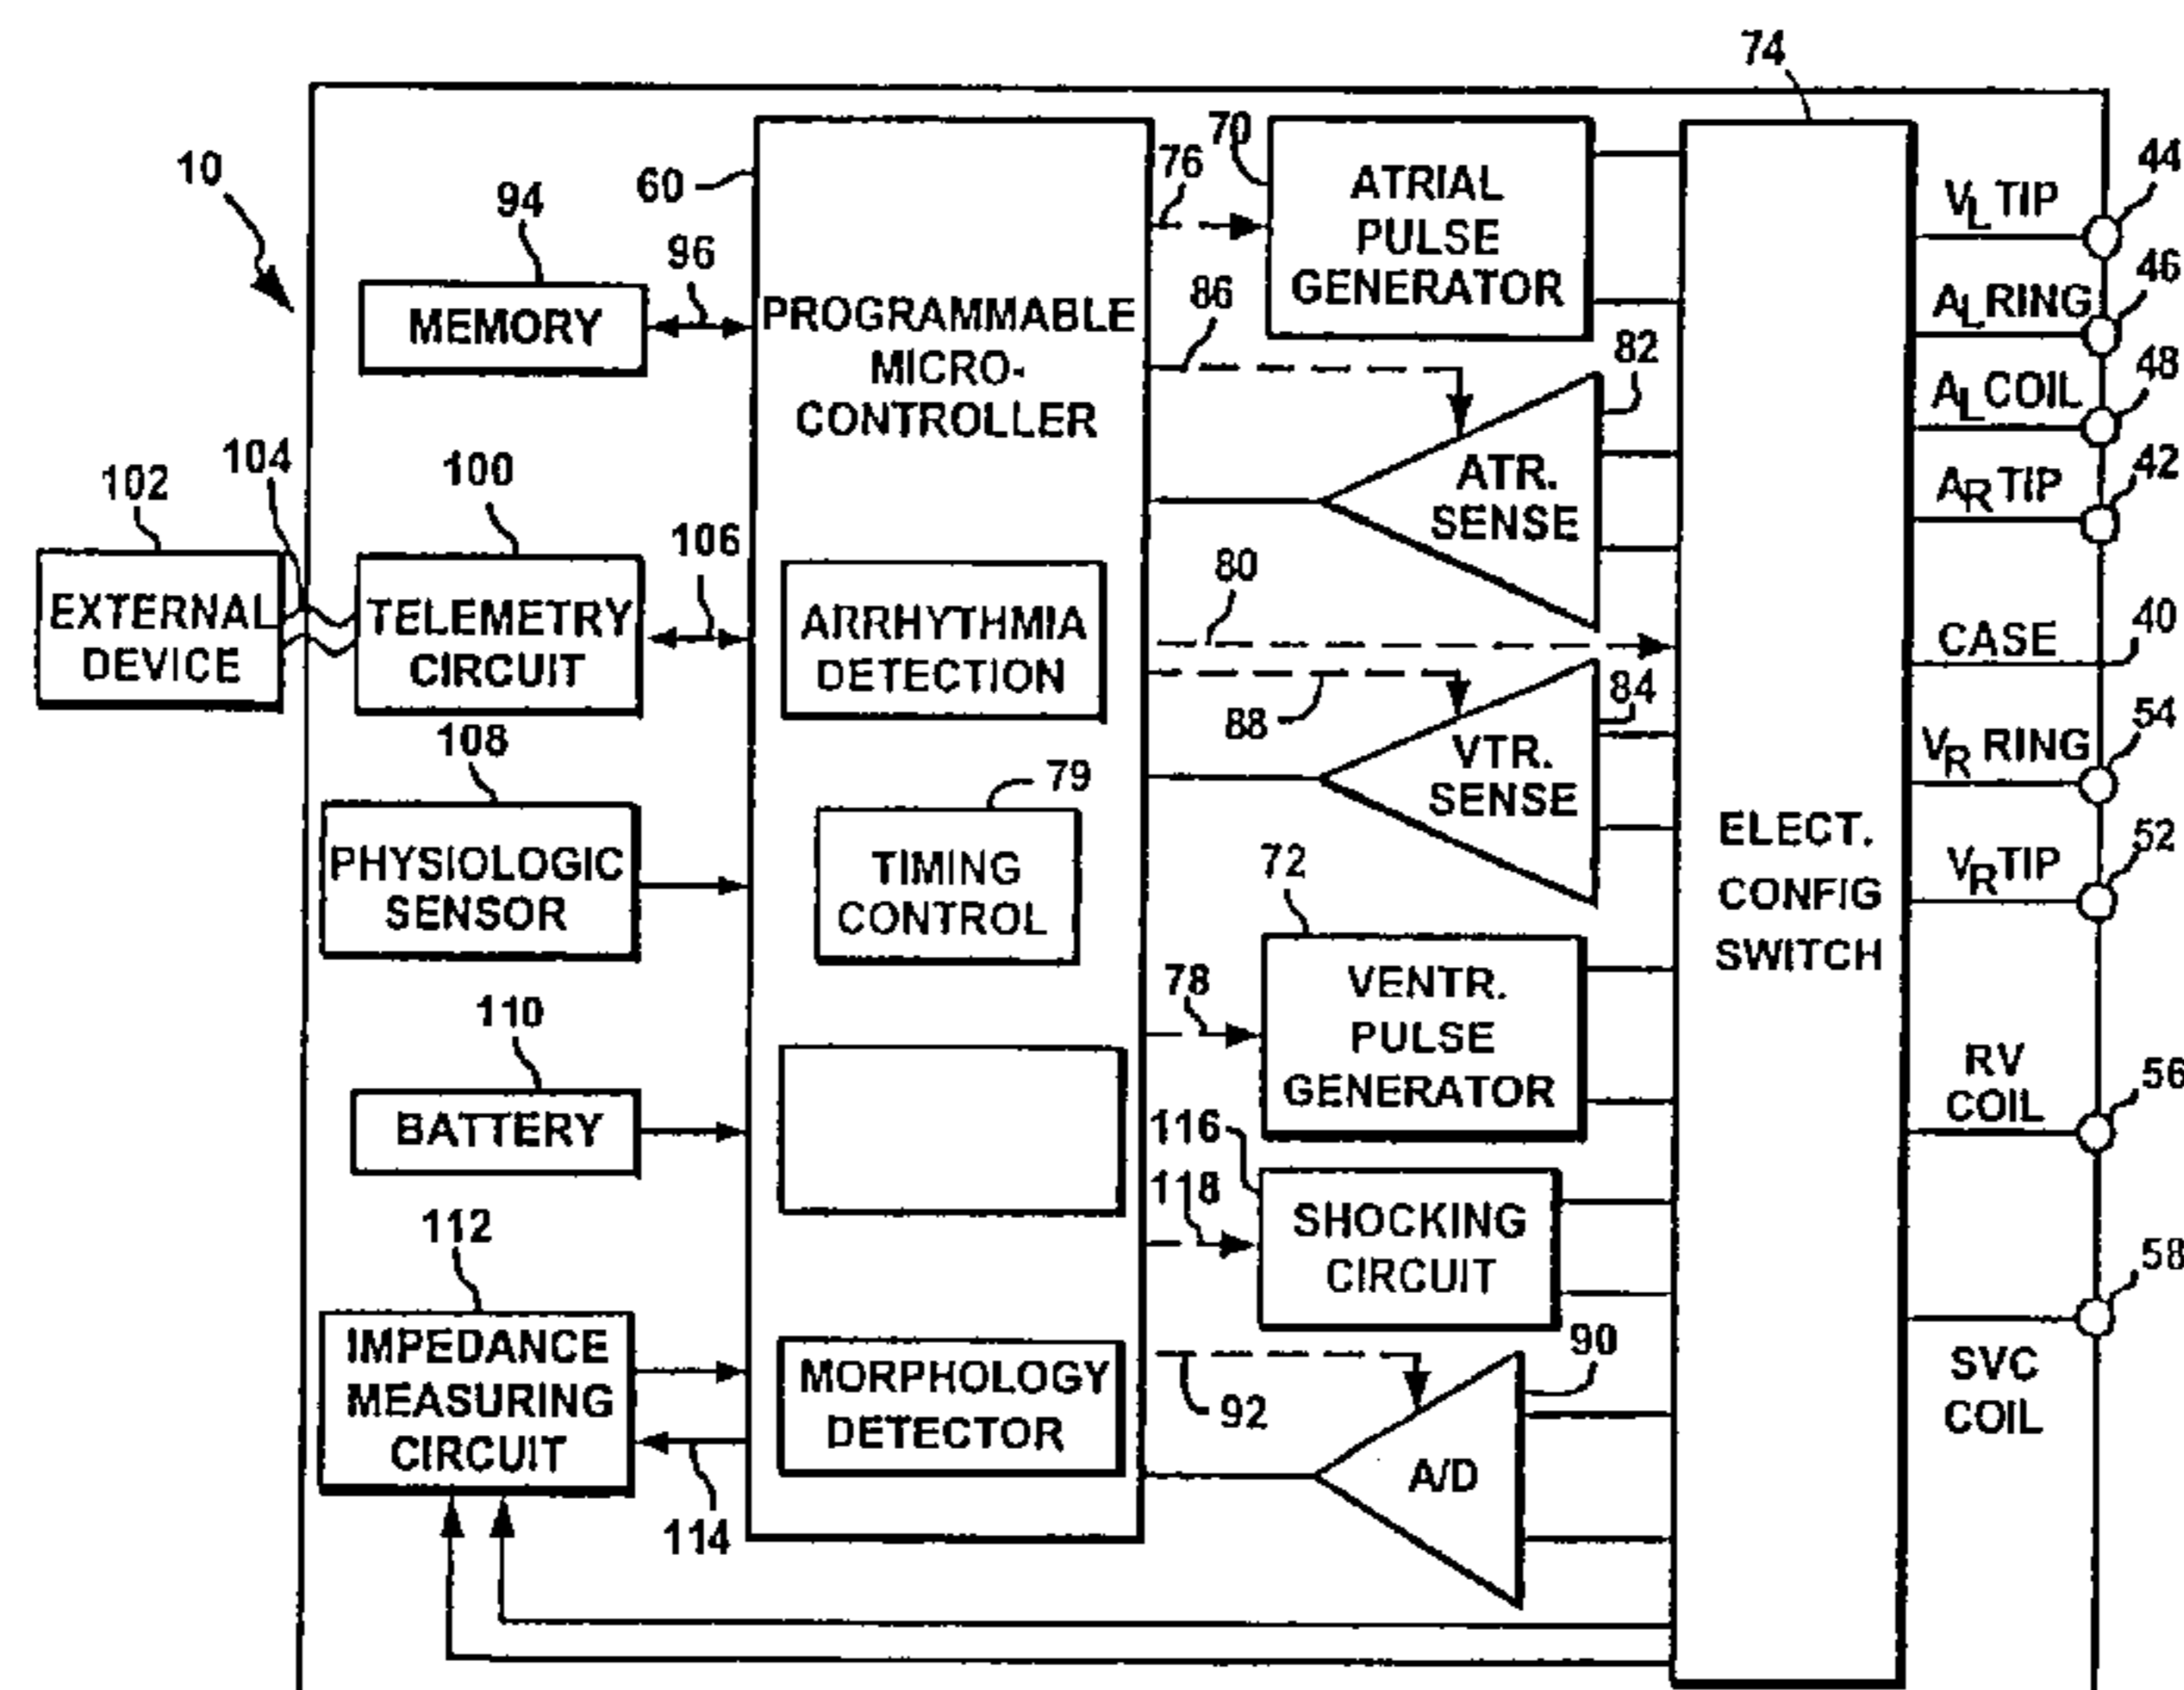 74
10
94
MEMORY
96
60
PROGRAMMABLE
MICRO-
CONTROLLER
76
70
ATRIAL
PULSE
GENERATOR
86
82
ATR.
SENSE
102
EXTERNAL
DEVICE
104
100
TELEMETRY
CIRCUIT
106
ARRHYTHMIA
DETECTION
80
88
84
VTR.
SENSE
108
PHYSIOLOGIC
SENSOR
79
TIMING
CONTROL
72
78
VENTR.
PULSE
GENERATOR
110
BATTERY
116
118
SHOCKING
CIRCUIT
112
IMPEDANCE
MEASURING
CIRCUIT
114
MORPHOLOGY
DETECTOR
92
90
A/D
ELECT.
CONFIG
SWITCH
VL TIP
44
AL RING
46
AL COIL
48
AR TIP
42
CASE
40
VR RING
54
VR TIP
52
RV
COIL
56
58
SVC
COIL